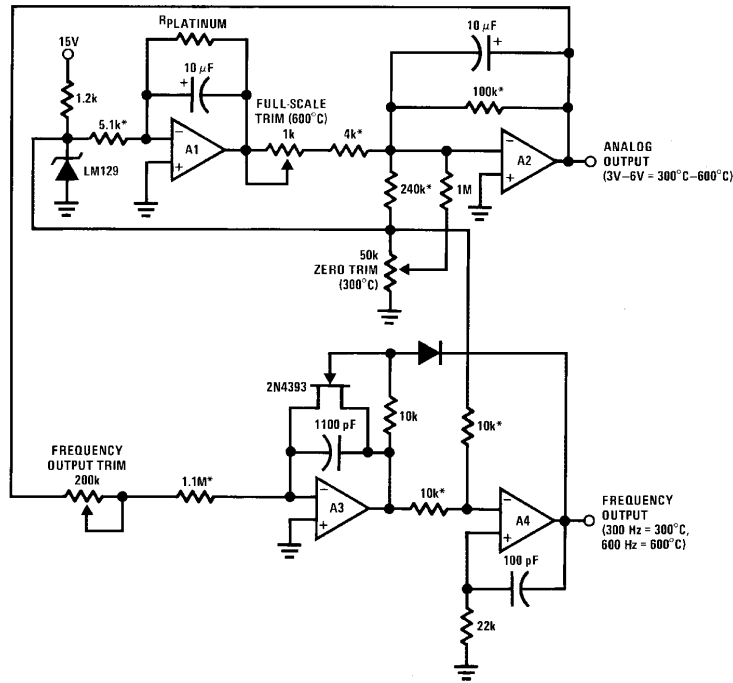 RPLATINUM
15V
1.2k
10 µF
5.1k*
LM129
A1
FULL-SCALE
TRIM (600°C)
1k
4k*
10 µF
100k*
A2
ANALOG
OUTPUT
(3V–6V = 300°C–600°C)
240k*
1M
50k
ZERO TRIM
(300°C)
2N4393
10k
1100 pF
10k*
FREQUENCY
OUTPUT TRIM
200k
1.1M*
A3
10k*
A4
FREQUENCY
OUTPUT
(300 Hz = 300°C,
600 Hz = 600°C)
100 pF
22k